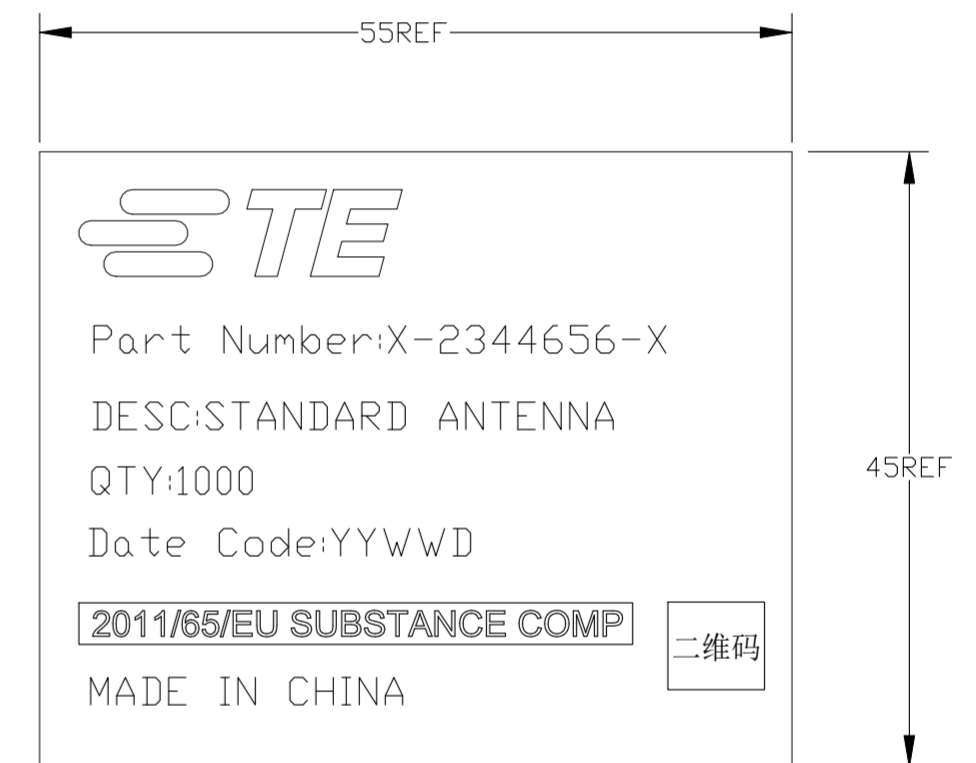 55REF
TE
Part Number:X-2344656-X
DESC:STANDARD ANTENNA
45REF
QTY:1000
Date Code:YYWWD
2011/65/EU SUBSTANCE COMP
二维码
MADE IN CHINA